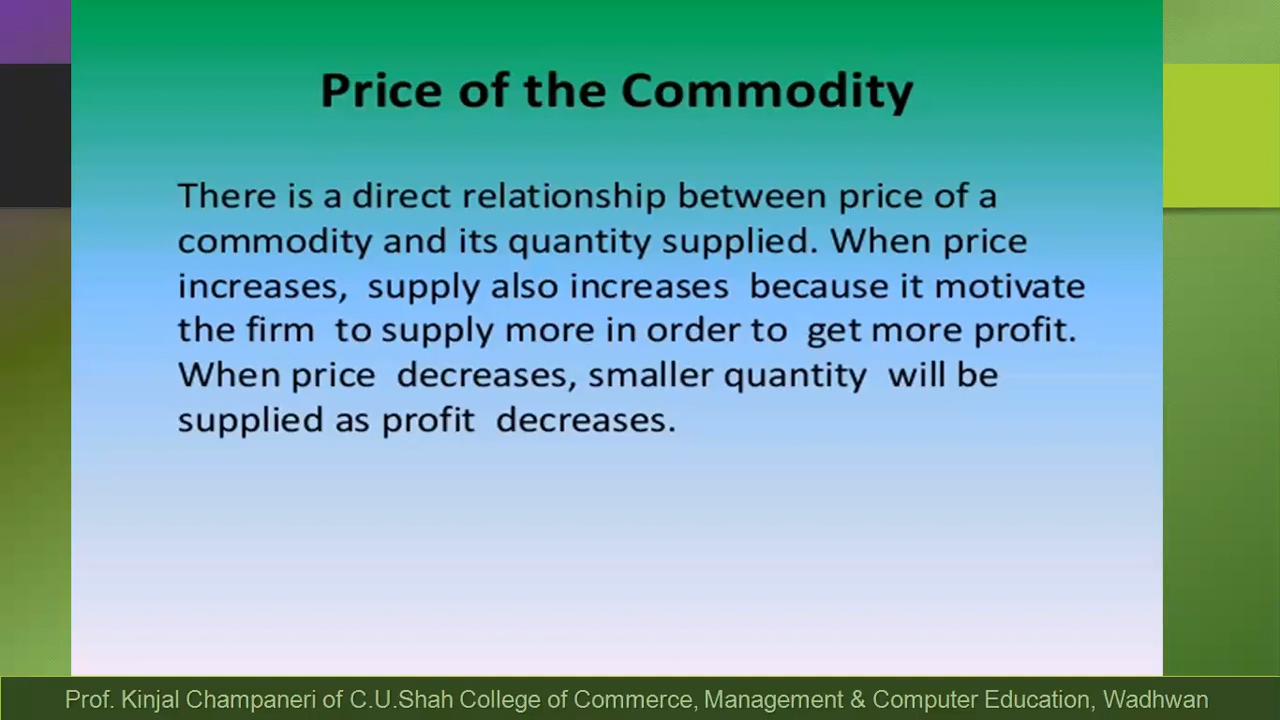 Price of the Commodity
There is a direct relationship between price of a
commodity and its quantity supplied. When price
increases, supply also increases because it motivate
the firm to supply more in order to get more profit.
When price decreases, smaller quantity will be
supplied as profit decreases.
Prof. Kinjal Champaneri of C.U.Shah College of Commerce, Management & Computer Education, Wadhwan